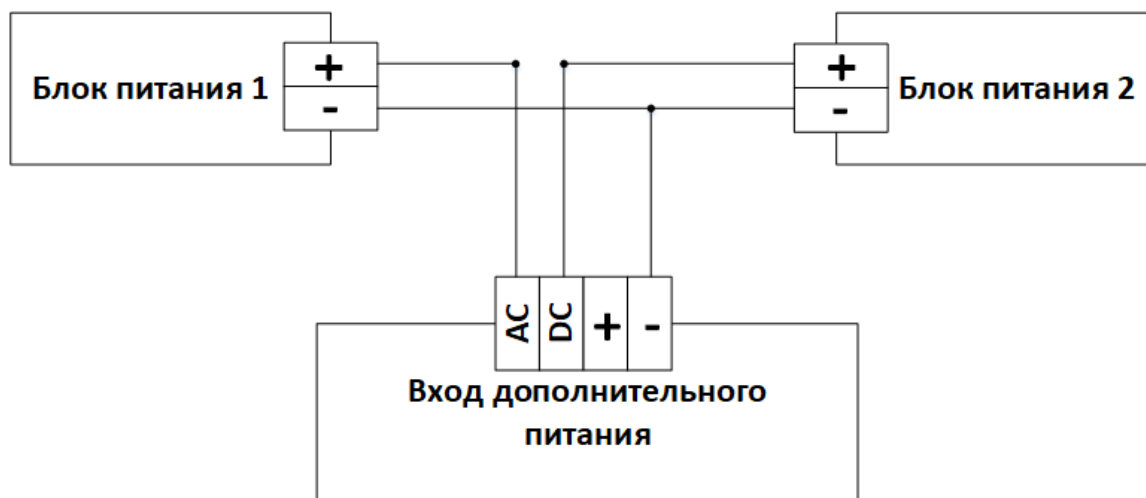 + +
Блок питания 1 Блок питания 2
- -
AC DC + -
Вход дополнительного
питания